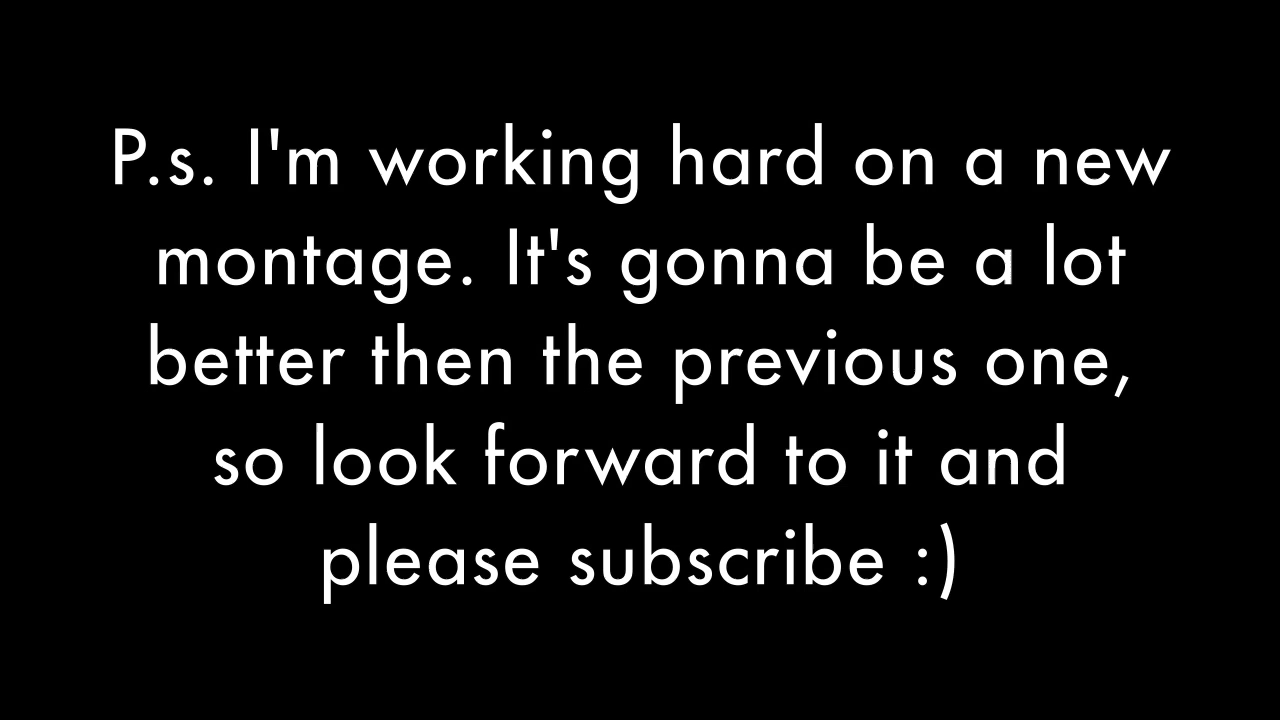 P.s. I'm working hard on a new
montage. It's gonna be a lot
better then the previous one,
so look forward to it and
please subscribe :)